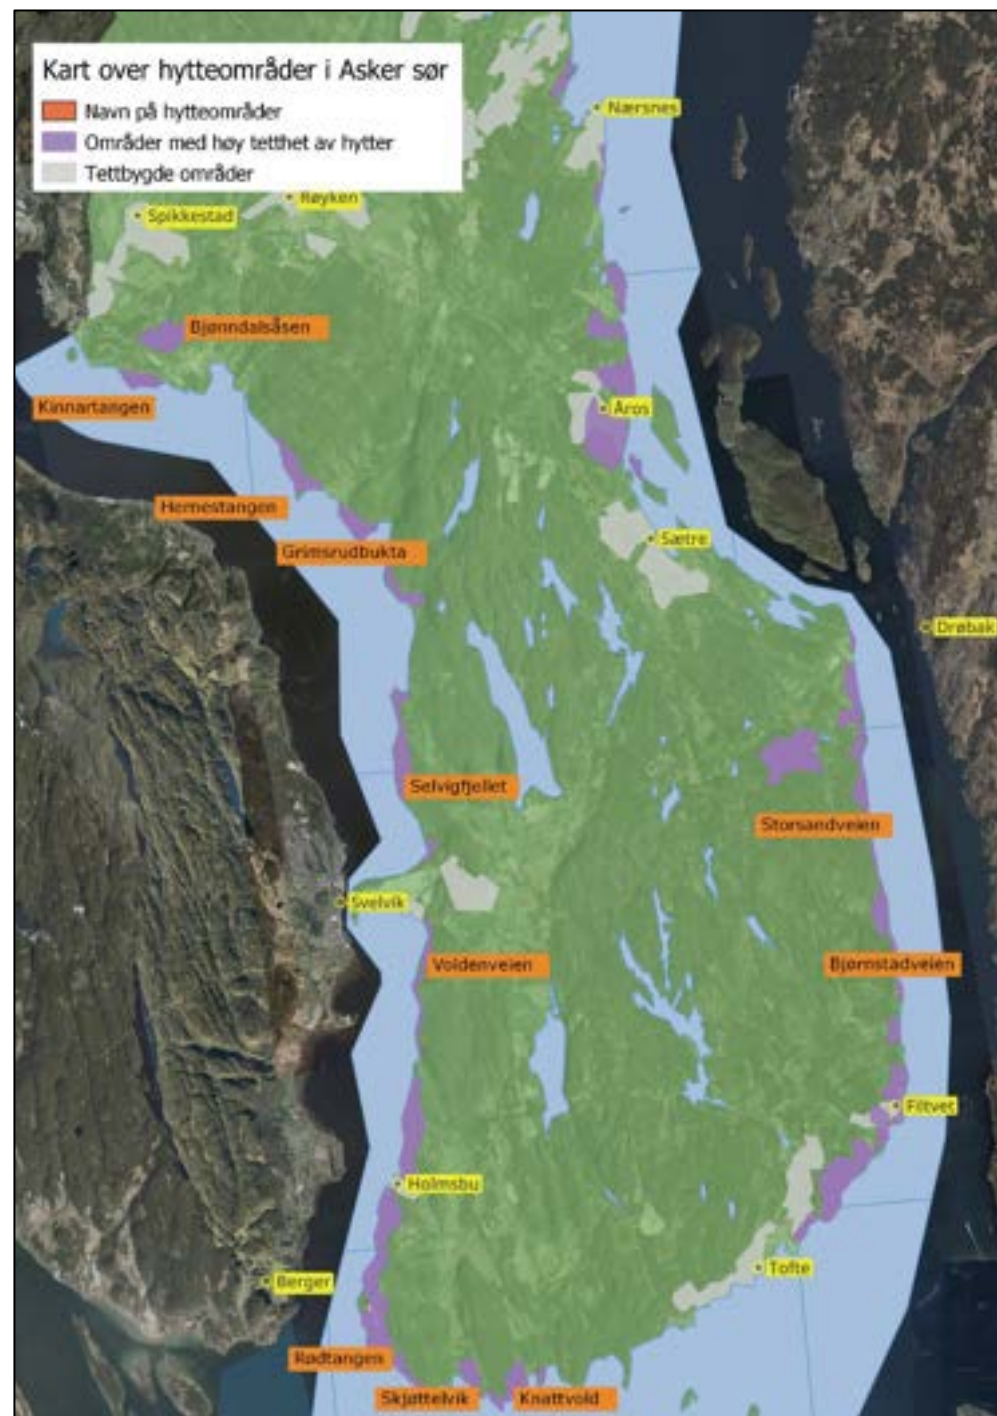 Kart over hytteområder i Asker sør
Navn på hytteområder
Områder med høy tetthet av hytter
Tettbygde områder
Nærsnes
Røyken
Spikkestad
Bjønndalsåsen
Kinnartangen
Åros
Hernestangen
Sætre
Grimsrudbukta
Drøbak
Selvigfjellet
Storsandveien
Svelvik
Voldenveien
Bjørnstadveien
Filtvet
Holmsbu
Tofte
Berger
Rødtangen
Skjøttelvik
Knattvold